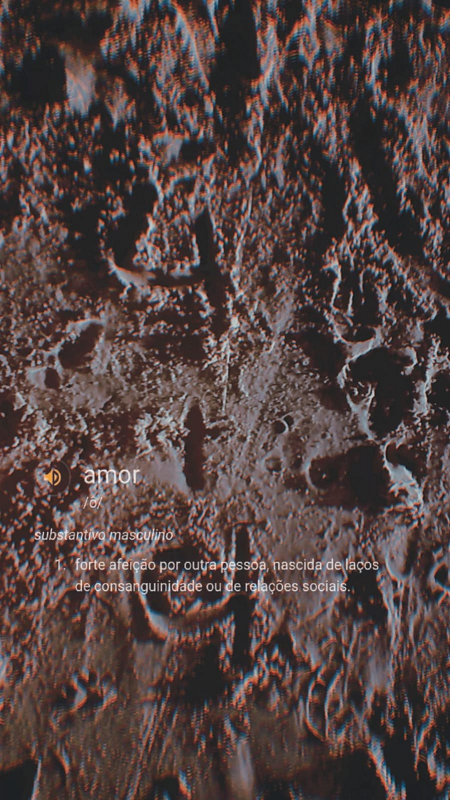 amor
/ô/
substantivo masculino
1. forte afeição por outra pessoa, nascida de laços
de consanguinidade ou de relações sociais.